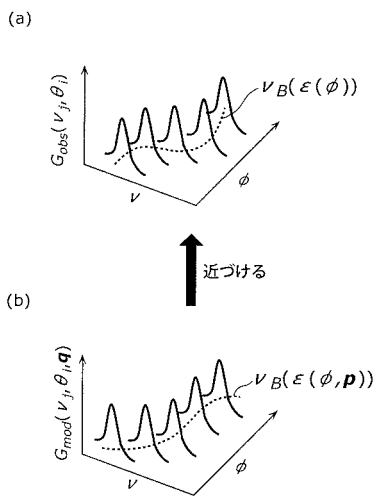 (a)
G_obs(ν_j,θ_i)
ν_B(ε(φ))
ν
φ
近づける
(b)
G_mod(ν_j,θ_i,q)
ν_B(ε(φ,p))
ν
φ